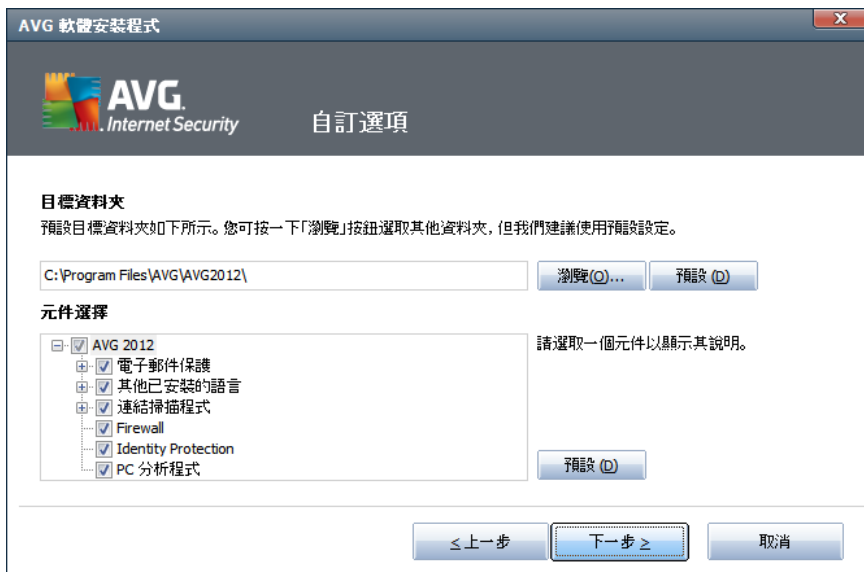 AVG 軟體安裝程式
AVG.
Internet Security
自訂選項
目標資料夾
預設目標資料夾如下所示。您可按一下「瀏覽」按鈕選取其他資料夾，但我們建議使用預設設定。
C:\Program Files\AVG\AVG2012\
瀏覽(O)...
預設 (D)
元件選擇
AVG 2012
電子郵件保護
其他已安裝的語言
連結掃描程式
Firewall
Identity Protection
PC 分析程式
請選取一個元件以顯示其說明。
預設 (D)
≤上一步
下一步 ≥
取消